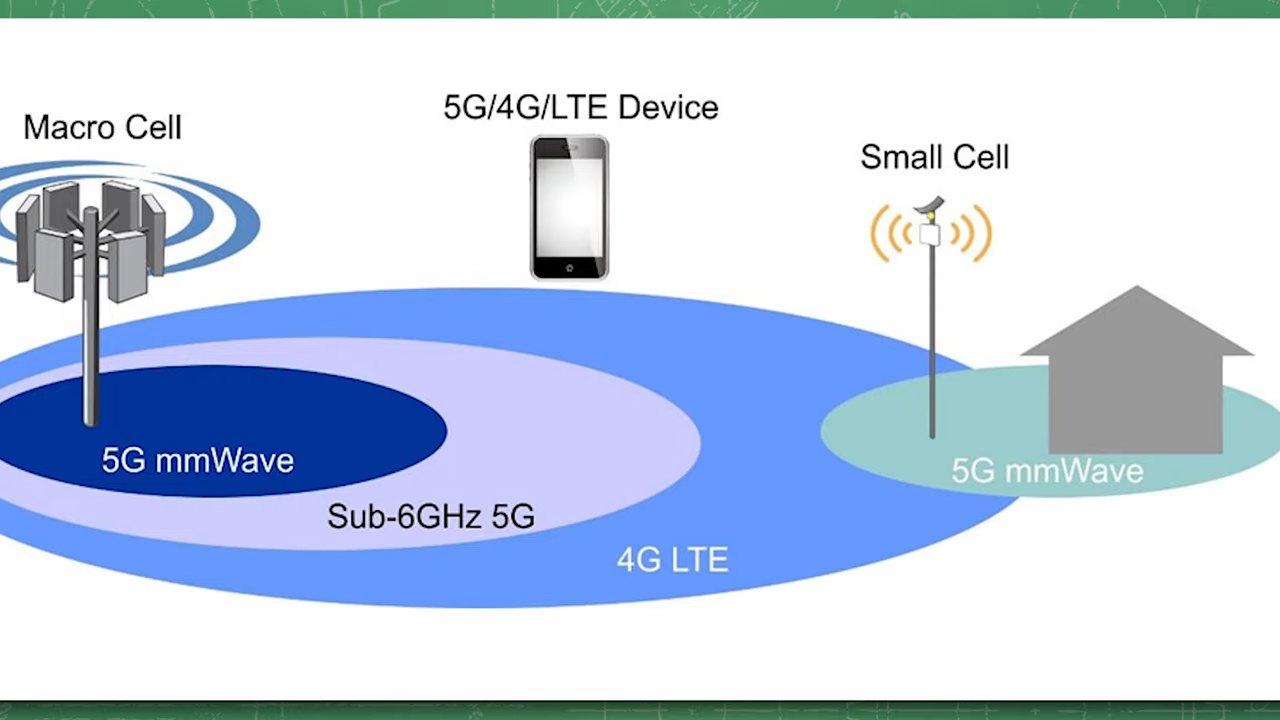 5G/4G/LTE Device
Macro Cell
Small Cell
5G mmWave
5G mmWave
Sub-6GHz 5G
4G LTE